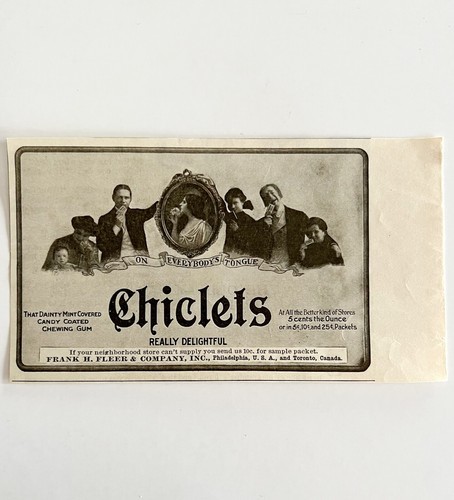 ON EVERYBODY'S TONGUE
Chiclets
THAT DAINTY MINT COVERED
CANDY COATED
CHEWING GUM
At All the Better kind of Stores
5 cents the Ounce
or in 5¢, 10¢, and 25¢, Packets.
REALLY DELIGHTFUL
If your neighborhood store can't supply you send us 10c. for sample packet.
FRANK H. FLEER & COMPANY, INC., Philadelphia, U. S. A., and Toronto, Canada.